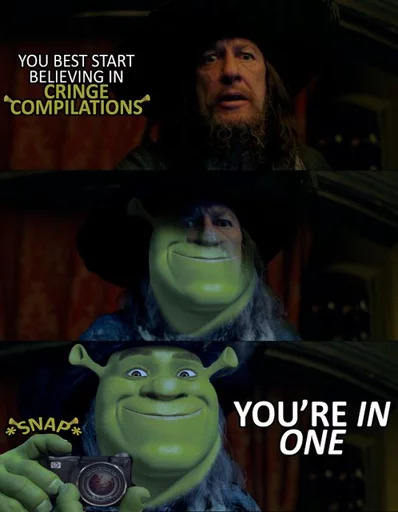 YOU BEST START
BELIEVING IN
CRINGE
COMPILATIONS
*SNAP*
YOU'RE IN
ONE